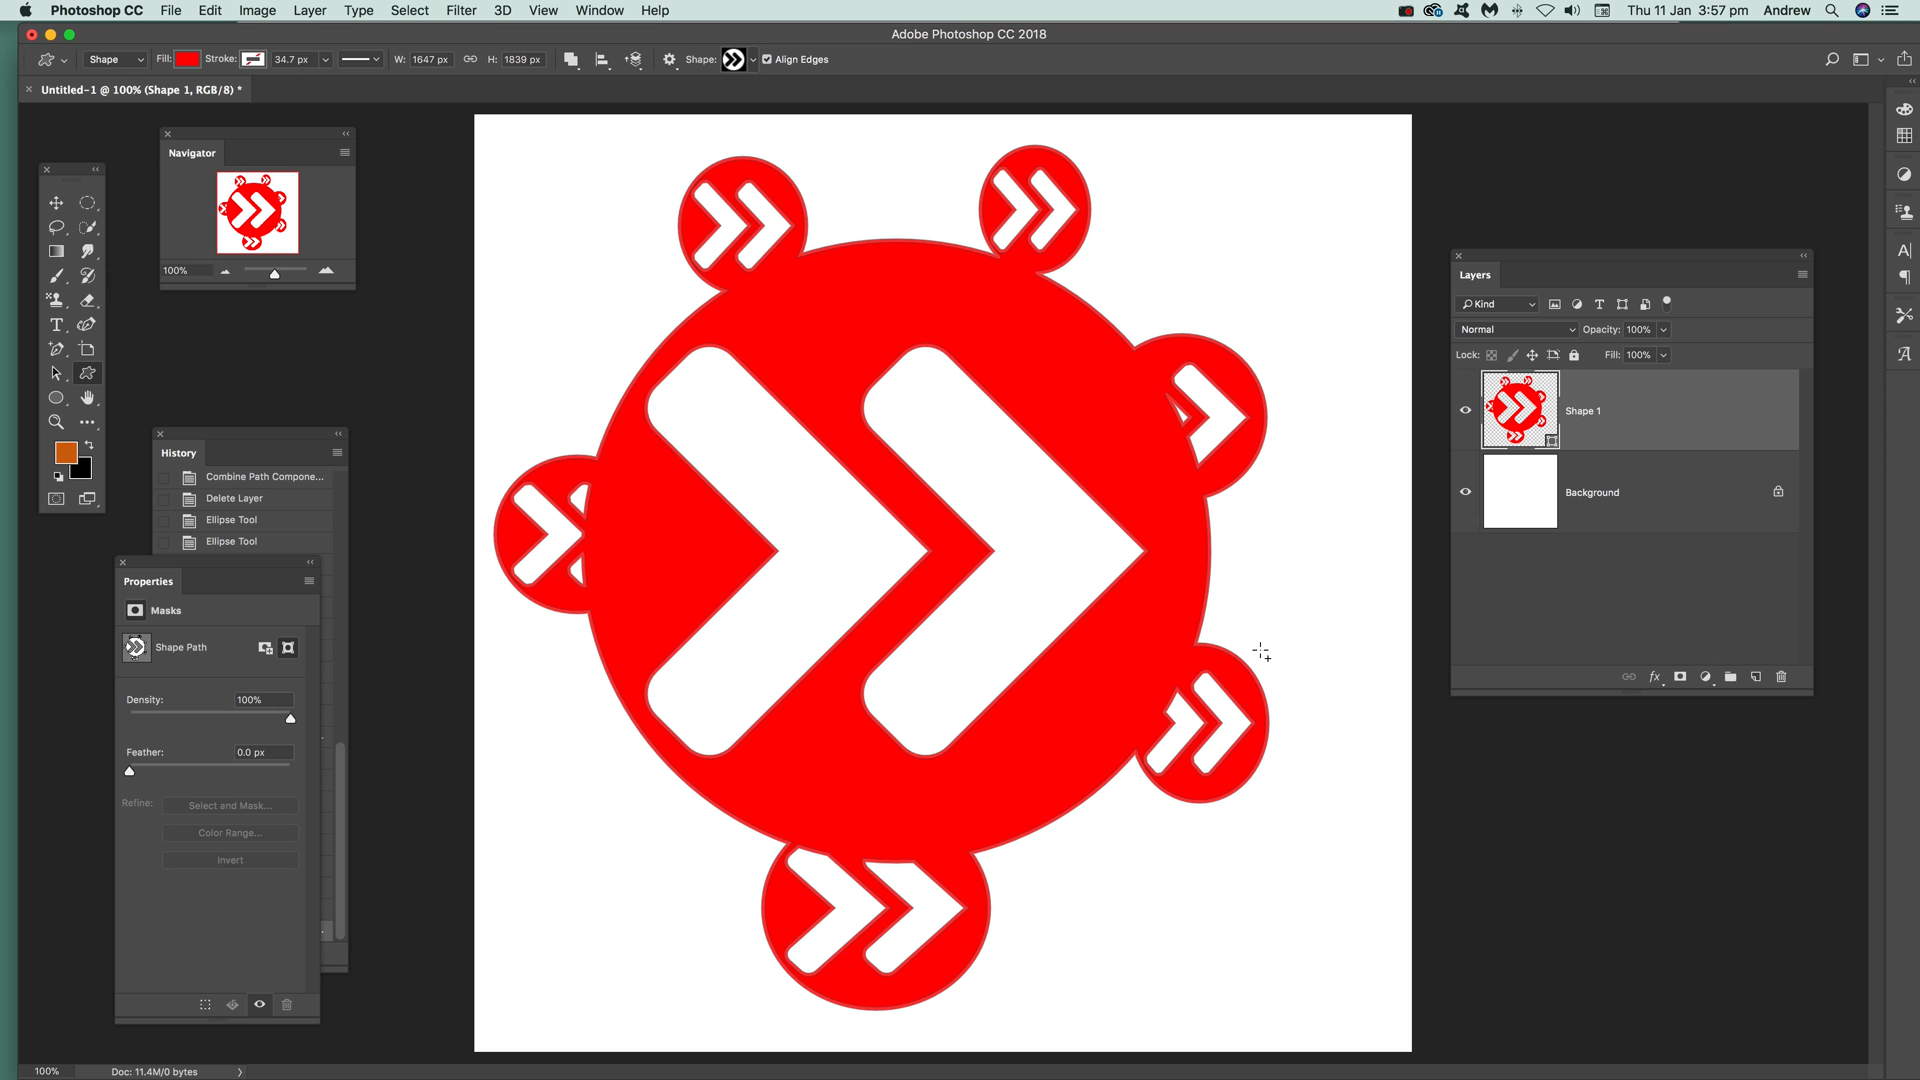 Photoshop CC File Edit Image Layer Type Select Filter 3D View Window Help Thu 11 Jan 3:57 pm Andrew
Adobe Photoshop CC 2018
Shape Fill: Stroke: 34.7 px W: 1647 px H: 1839 px Shape: Align Edges
Untitled-1 @ 100% (Shape 1, RGB/8) *
Navigator
100%
History
Combine Path Compone...
Delete Layer
Ellipse Tool
Ellipse Tool
Properties
Masks
Shape Path
Density: 100%
Feather: 0.0 px
Refine: Select and Mask...
Color Range...
Invert
Layers
Kind
Normal Opacity: 100%
Lock: Fill: 100%
Shape 1
Background
100% Doc: 11.4M/0 bytes